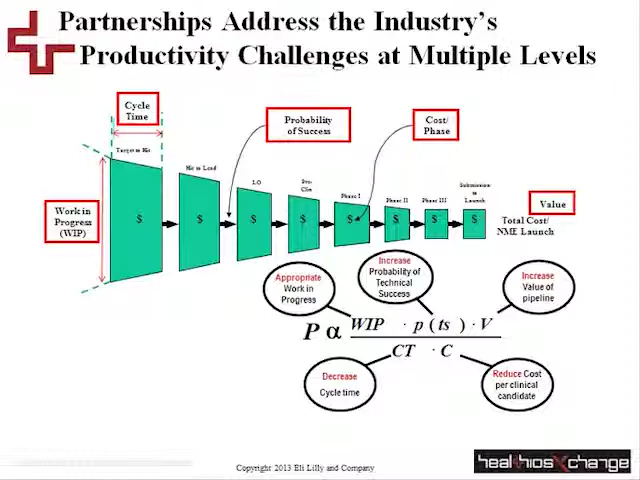 Partnerships Address the Industry's
Productivity Challenges at Multiple Levels
Cycle
Time
Probability
of Success
Cost/
Phase
Target to Hit
Hit to Lead
LO
Pre-
Clin
Phase I
Phase II
Phase III
Submission
to
Launch
Work in
Progress
(WIP)
$
$
$
$
$
$
$
$
Value
Total Cost/
NME Launch
Appropriate
Work in
Progress
Increase
Probability of
Technical
Success
Increase
Value of
pipeline
P α
WIP · p ( ts ) · V
CT · C
Decrease
Cycle time
Reduce Cost
per clinical
candidate
Copyright 2013 Eli Lilly and Company
HealthiosXchange